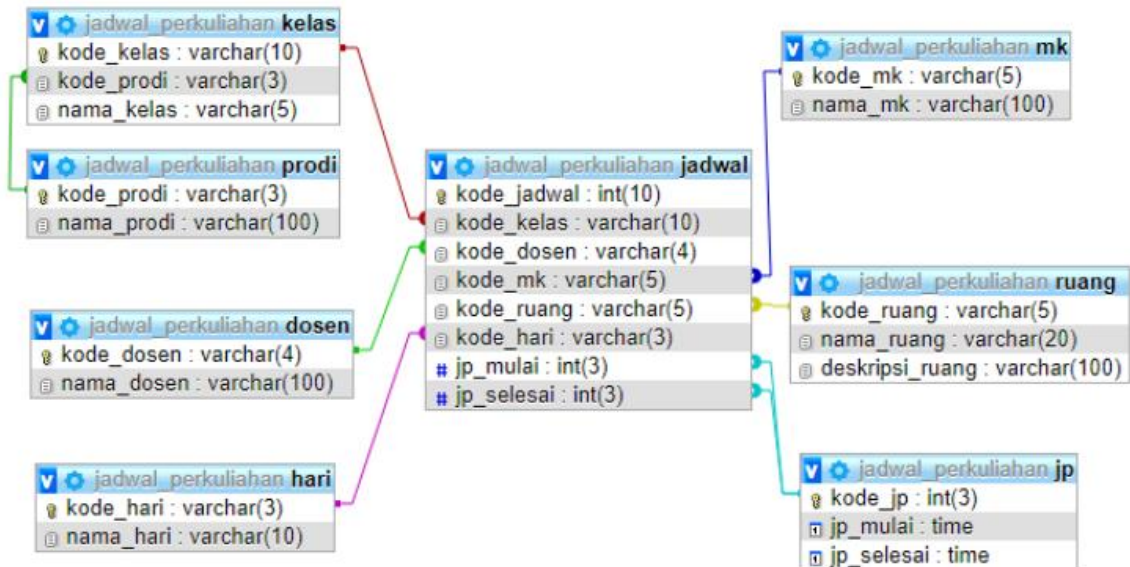 jadwal_perkuliahan kelas
kode_kelas : varchar(10)
kode_prodi : varchar(3)
nama_kelas : varchar(5)
jadwal_perkuliahan prodi
kode_prodi : varchar(3)
nama_prodi : varchar(100)
jadwal_perkuliahan dosen
kode_dosen : varchar(4)
nama_dosen : varchar(100)
jadwal_perkuliahan hari
kode_hari : varchar(3)
nama_hari : varchar(10)
jadwal_perkuliahan jadwal
kode_jadwal : int(10)
kode_kelas : varchar(10)
kode_dosen : varchar(4)
kode_mk : varchar(5)
kode_ruang : varchar(5)
kode_hari : varchar(3)
# jp_mulai : int(3)
# jp_selesai : int(3)
jadwal_perkuliahan mk
kode_mk : varchar(5)
nama_mk : varchar(100)
jadwal_perkuliahan ruang
kode_ruang : varchar(5)
nama_ruang : varchar(20)
deskripsi_ruang : varchar(100)
jadwal_perkuliahan jp
kode_jp : int(3)
jp_mulai : time
jp_selesai : time